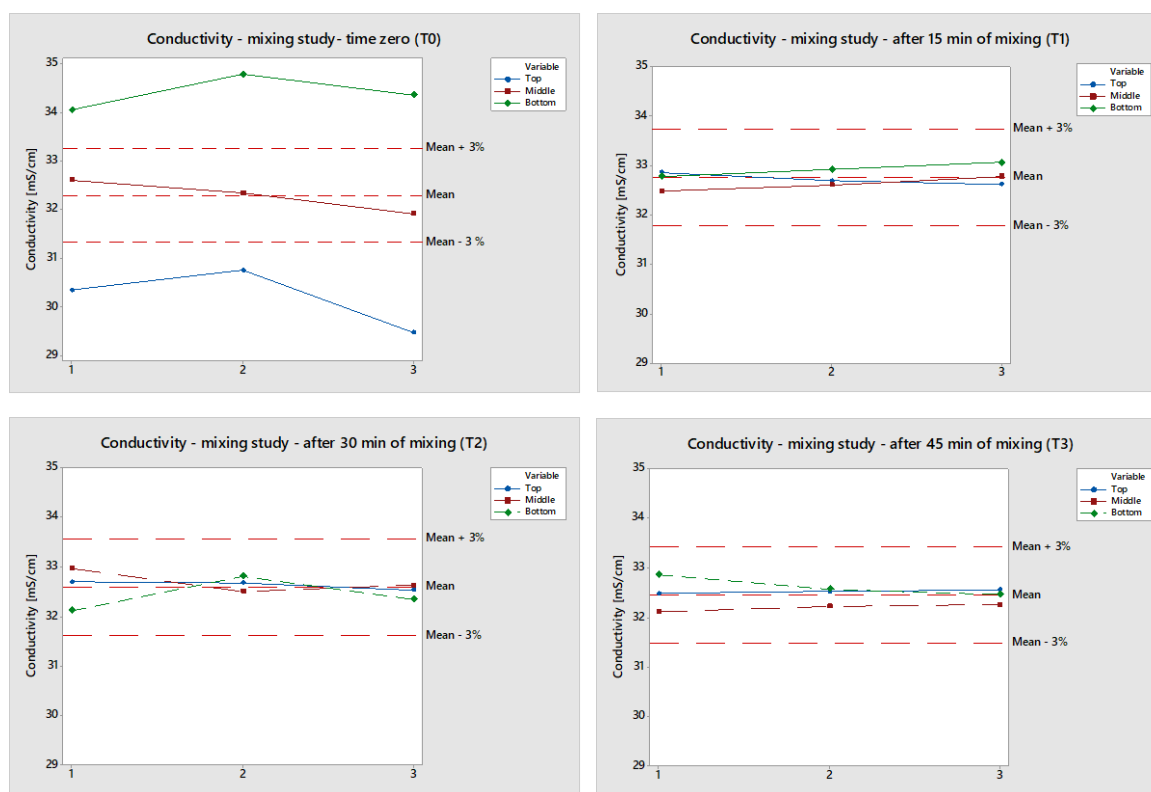 Conductivity - mixing study- time zero (T0)
Variable
Top
Middle
Bottom
Conductivity [mS/cm]
35
34
33
32
31
30
29
Mean + 3%
Mean
Mean - 3 %
1 2 3
Conductivity - mixing study - after 15 min of mixing (T1)
Variable
Top
Middle
Bottom
Conductivity [mS/cm]
35
34
33
32
31
30
29
Mean + 3%
Mean
Mean - 3%
1 2 3
Conductivity - mixing study - after 30 min of mixing (T2)
Variable
Top
Middle
Bottom
Conductivity [mS/cm]
35
34
33
32
31
30
29
Mean + 3%
Mean
Mean - 3%
1 2 3
Conductivity - mixing study - after 45 min of mixing (T3)
Variable
Top
Middle
Bottom
Conductivity [mS/cm]
35
34
33
32
31
30
29
Mean + 3%
Mean
Mean - 3%
1 2 3